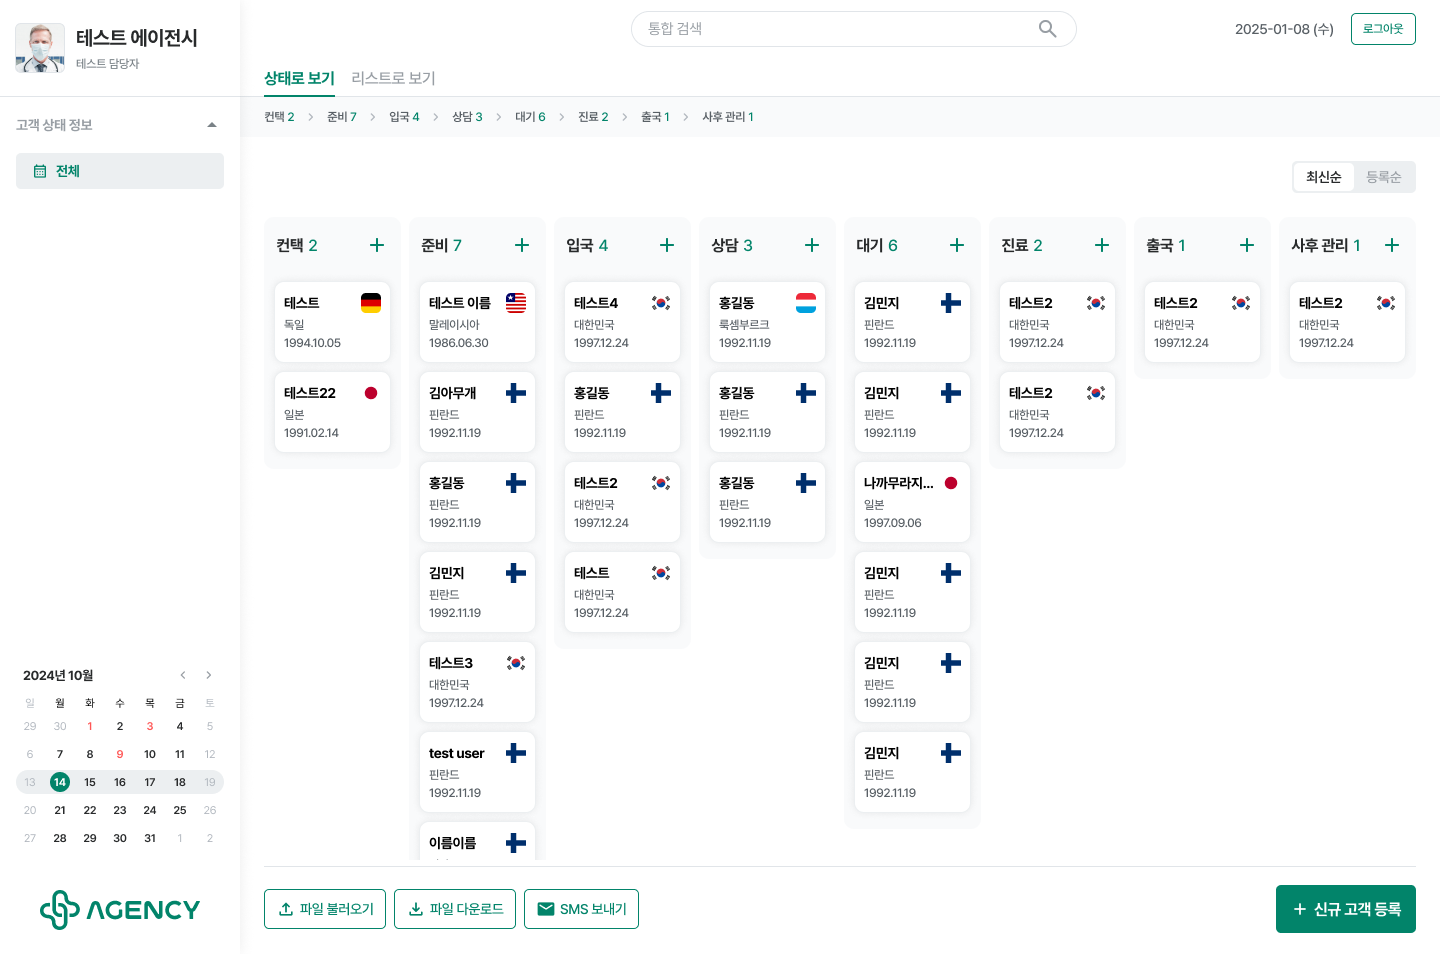 테스트 에이전시
테스트 담당자
통합 검색
2025-01-08 (수)
로그아웃
상태로 보기
리스트로 보기
고객 상태 정보
전체
컨택 2
준비 7
입국 4
상담 3
대기 6
진료 2
출국 1
사후 관리 1
최신순
등록순
컨택 2
테스트
독일
1994.10.05
테스트22
일본
1991.02.14
준비 7
테스트 이름
말레이시아
1986.06.30
김아무개
핀란드
1992.11.19
홍길동
핀란드
1992.11.19
김민지
핀란드
1992.11.19
테스트3
대한민국
1997.12.24
test user
핀란드
1992.11.19
이름이름
입국 4
테스트4
대한민국
1997.12.24
홍길동
핀란드
1992.11.19
테스트2
대한민국
1997.12.24
테스트
대한민국
1997.12.24
상담 3
홍길동
룩셈부르크
1992.11.19
홍길동
핀란드
1992.11.19
홍길동
핀란드
1992.11.19
대기 6
김민지
핀란드
1992.11.19
김민지
핀란드
1992.11.19
나까무라지...
일본
1997.09.06
김민지
핀란드
1992.11.19
김민지
핀란드
1992.11.19
김민지
핀란드
1992.11.19
진료 2
테스트2
대한민국
1997.12.24
테스트2
대한민국
1997.12.24
출국 1
테스트2
대한민국
1997.12.24
사후 관리 1
테스트2
대한민국
1997.12.24
2024년 10월
일 월 화 수 목 금 토
29 30 1 2 3 4 5
6 7 8 9 10 11 12
13 14 15 16 17 18 19
20 21 22 23 24 25 26
27 28 29 30 31 1 2
AGENCY
파일 불러오기
파일 다운로드
SMS 보내기
신규 고객 등록